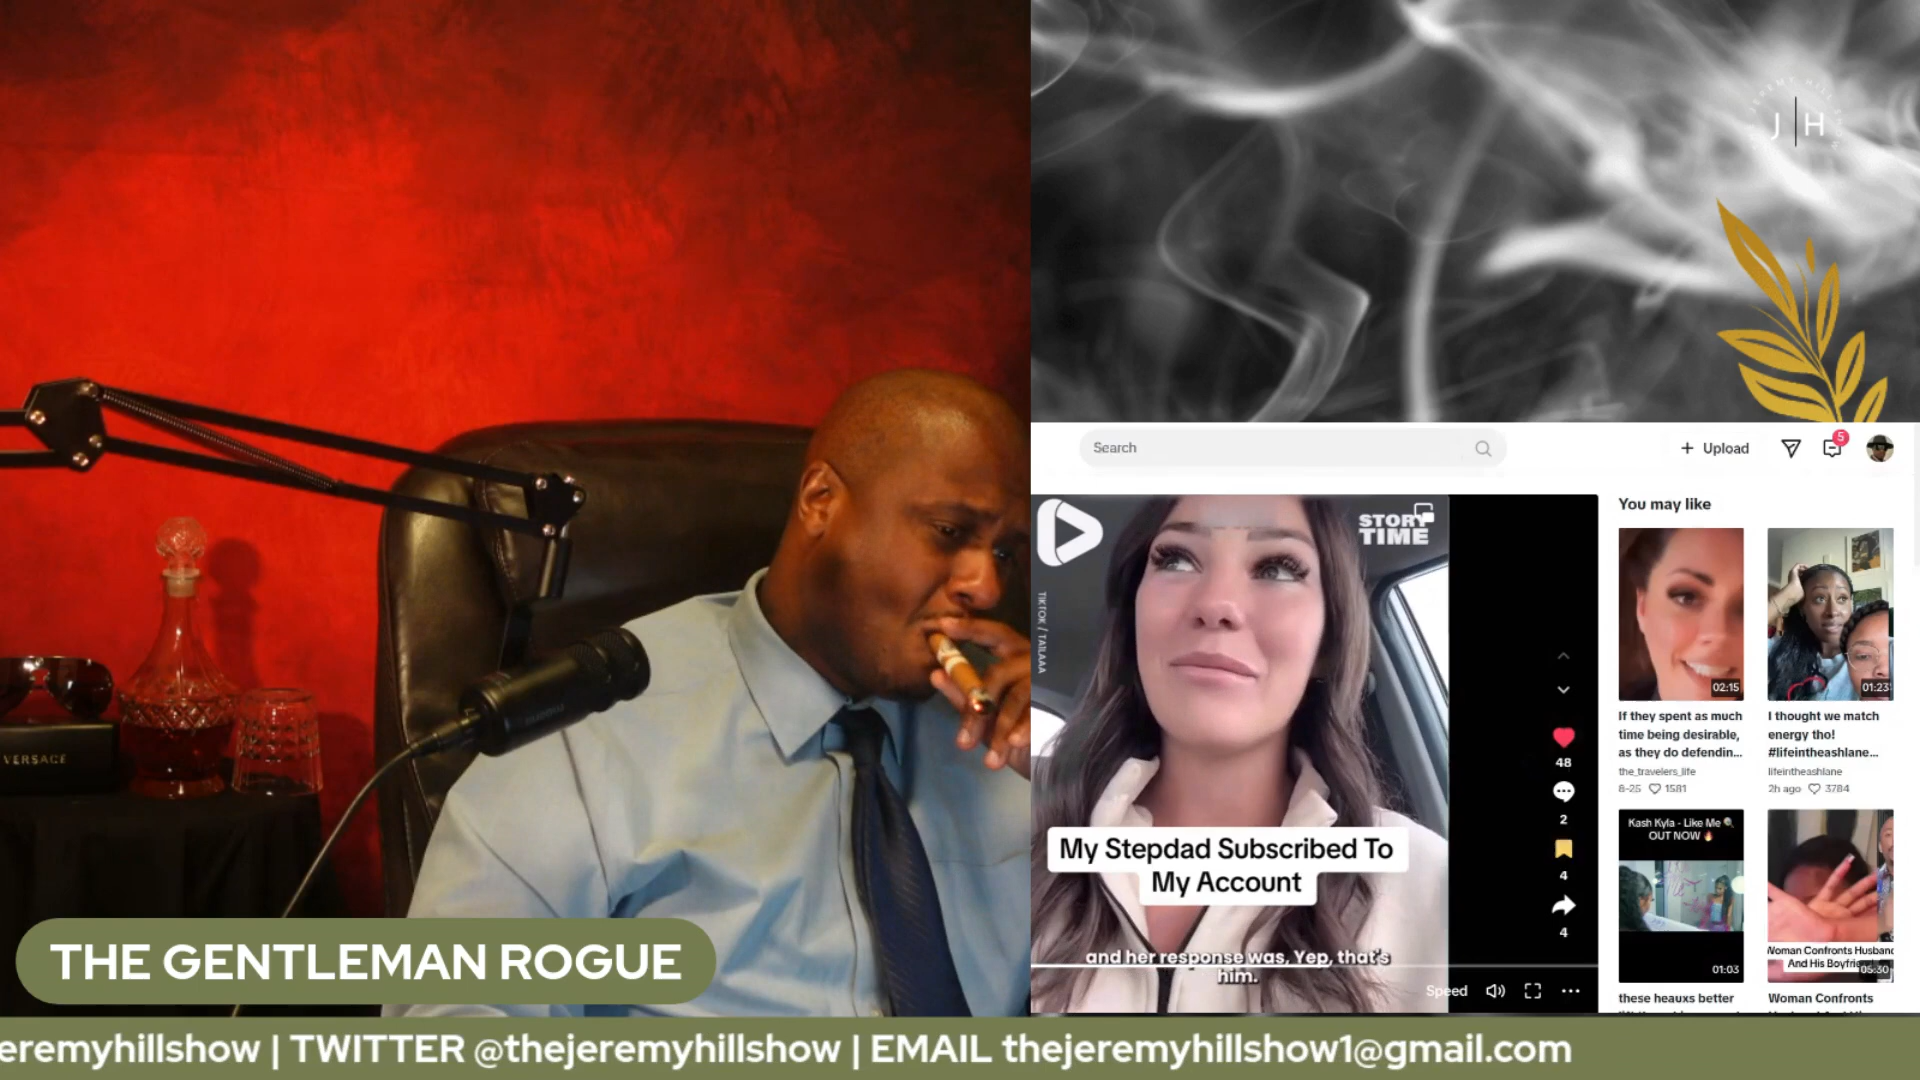 VERSACE
THE GENTLEMAN ROGUE
J | H
Search
+ Upload
5
STORY
TIME
TIKTOK / TAILAAA
My Stepdad Subscribed To
My Account
and her response was, Yep, that's
him.
48
2
4
4
Speed
You may like
02:15
If they spent as much
time being desirable,
as they do defendin...
the_travelers_life
8-25 1581
01:23
I thought we match
energy tho!
#lifeintheashlane...
lifeintheashlane
2h ago 3784
Kash Kyla - Like Me
OUT NOW
01:03
these heauxs better
Woman Confronts Husband
And His Boyfriend
05:30
Woman Confronts
eremyhillshow | TWITTER @thejeremyhillshow | EMAIL thejeremyhillshow1@gmail.com